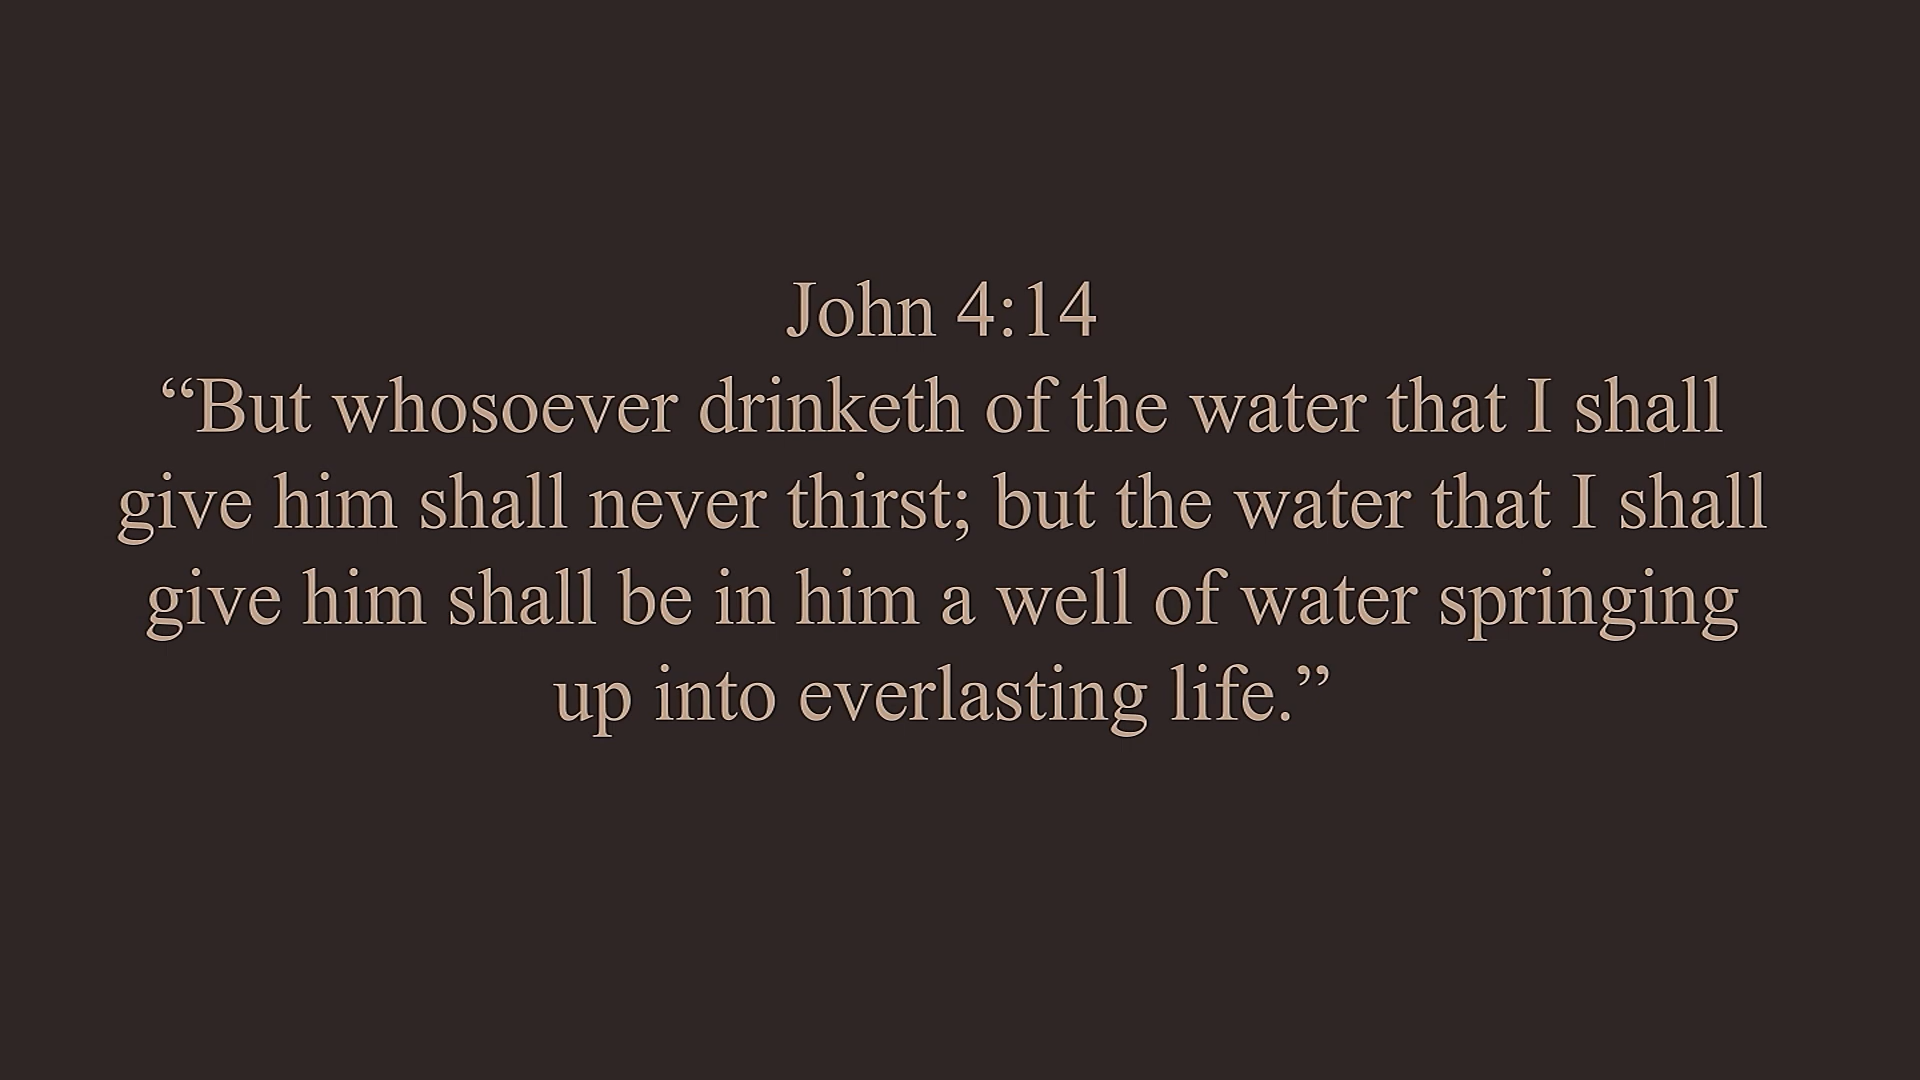 John 4:14
“But whosoever drinketh of the water that I shall
give him shall never thirst; but the water that I shall
give him shall be in him a well of water springing
up into everlasting life.”